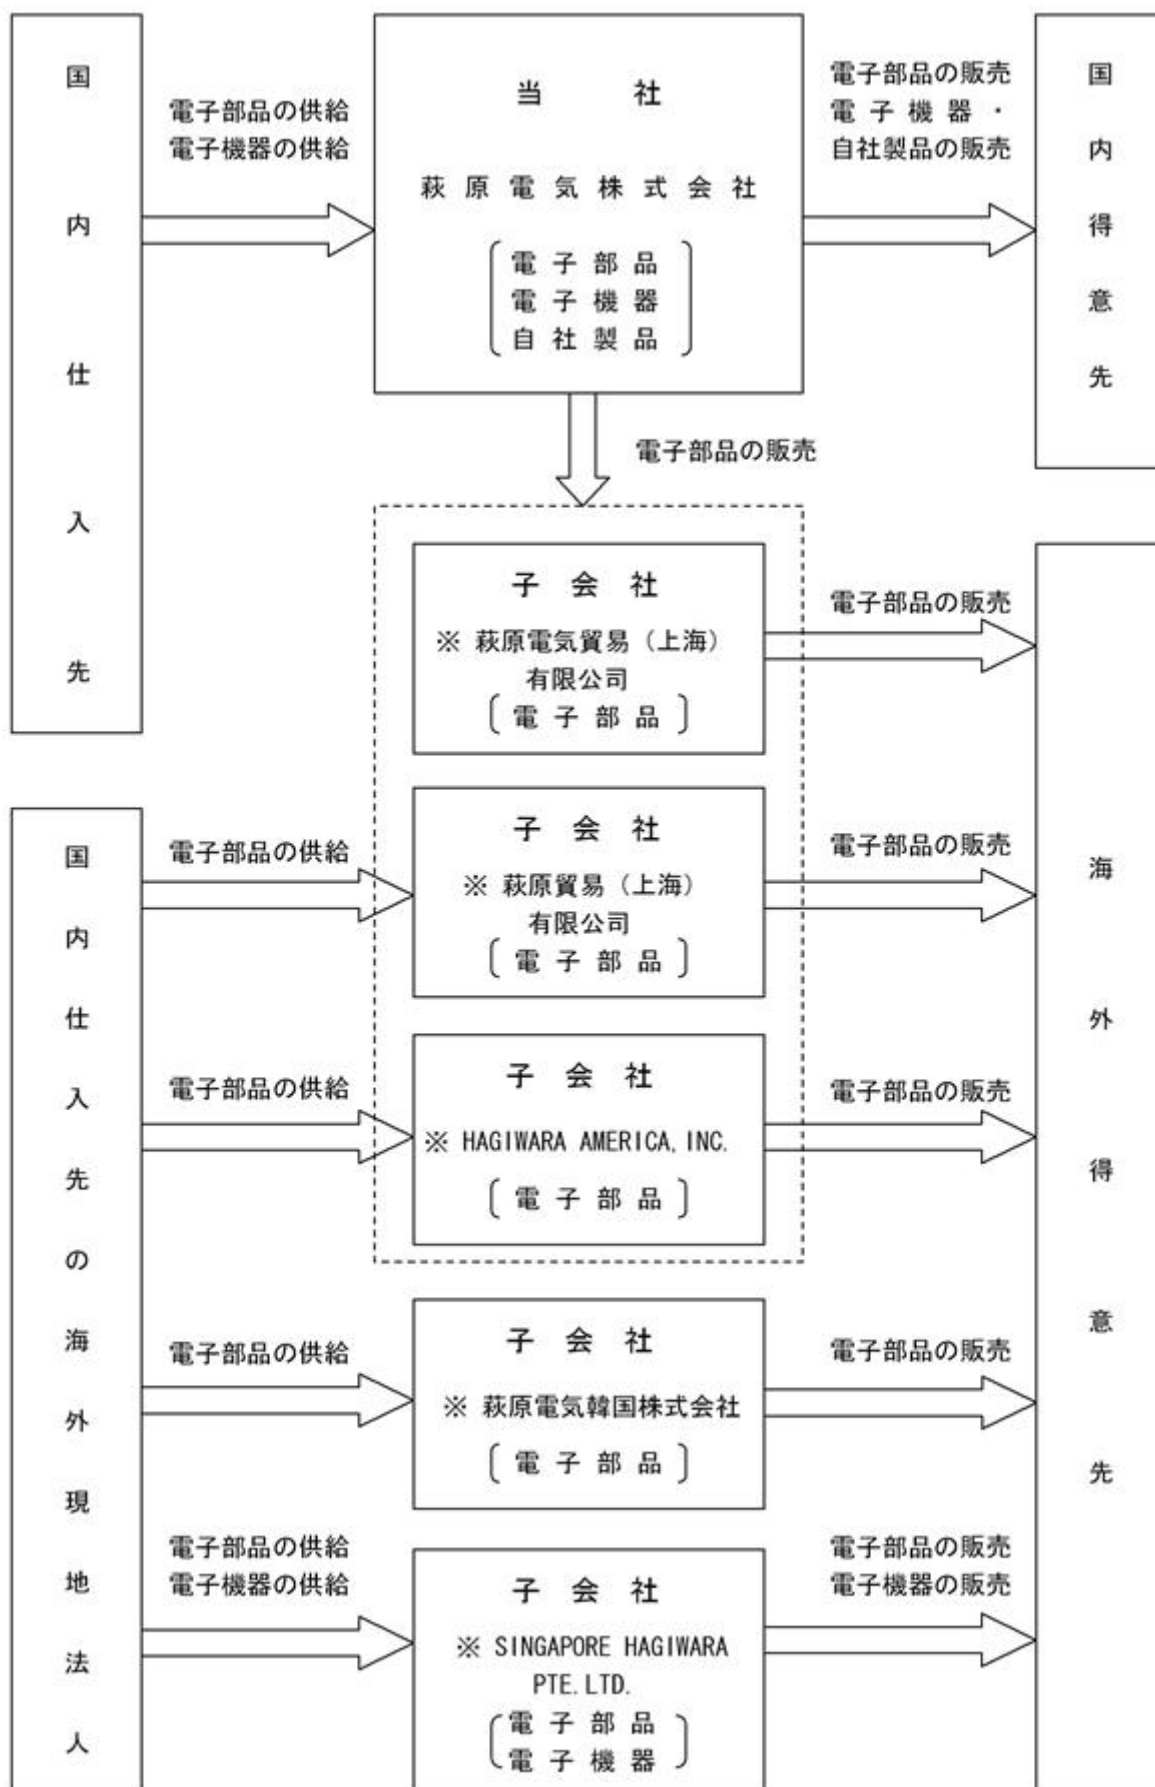 国内仕入先
電子部品の供給
電子機器の供給
当社
萩原電気株式会社
電子部品
電子機器
自社製品
電子部品の販売
電子機器・
自社製品の販売
国内得意先
電子部品の販売
子会社
※ 萩原電気貿易（上海）
有限公司
電子部品
電子部品の販売
国内仕入先の海外現地法人
電子部品の供給
子会社
※ 萩原貿易（上海）
有限公司
電子部品
電子部品の販売
海外得意先
電子部品の供給
子会社
※ HAGIWARA AMERICA, INC.
電子部品
電子部品の販売
電子部品の供給
子会社
※ 萩原電気韓国株式会社
電子部品
電子部品の販売
電子部品の供給
電子機器の供給
子会社
※ SINGAPORE HAGIWARA
PTE. LTD.
電子部品
電子機器
電子部品の販売
電子機器の販売